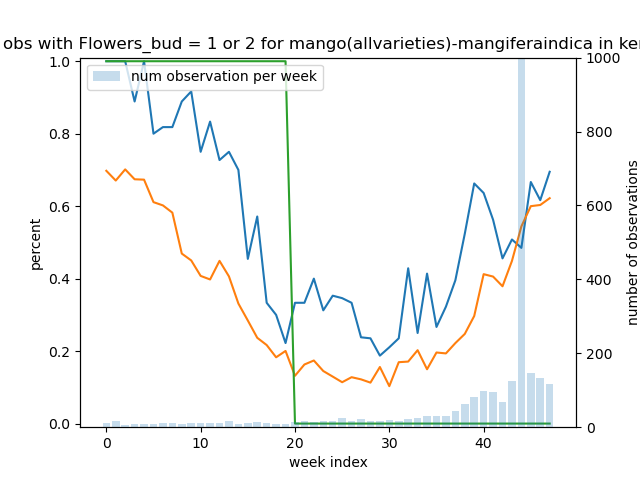 obs with Flowers_bud = 1 or 2 for mango(allvarieties)-mangiferaindica in
num observation per week
percent
1.0
0.8
0.6
0.4
0.2
0.0
number of observations
1000
800
600
400
200
0
0 10 20 30 40
week index